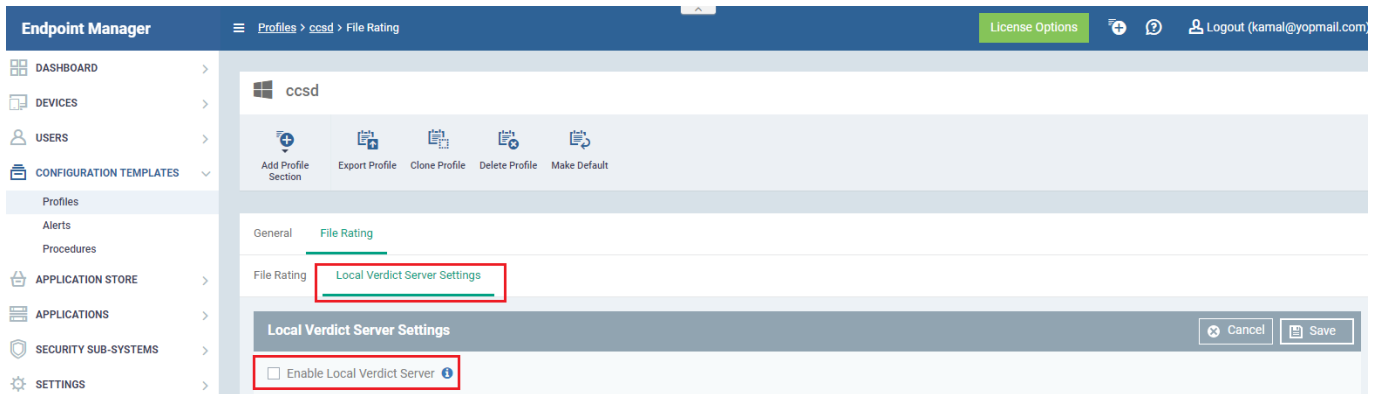 Endpoint Manager
Profiles > ccsd > File Rating
License Options
Logout (kamal@yopmail.com)
DASHBOARD
DEVICES
USERS
CONFIGURATION TEMPLATES
Profiles
Alerts
Procedures
APPLICATION STORE
APPLICATIONS
SECURITY SUB-SYSTEMS
SETTINGS
ccsd
Add Profile Section
Export Profile
Clone Profile
Delete Profile
Make Default
General
File Rating
File Rating
Local Verdict Server Settings
Local Verdict Server Settings
Cancel
Save
Enable Local Verdict Server